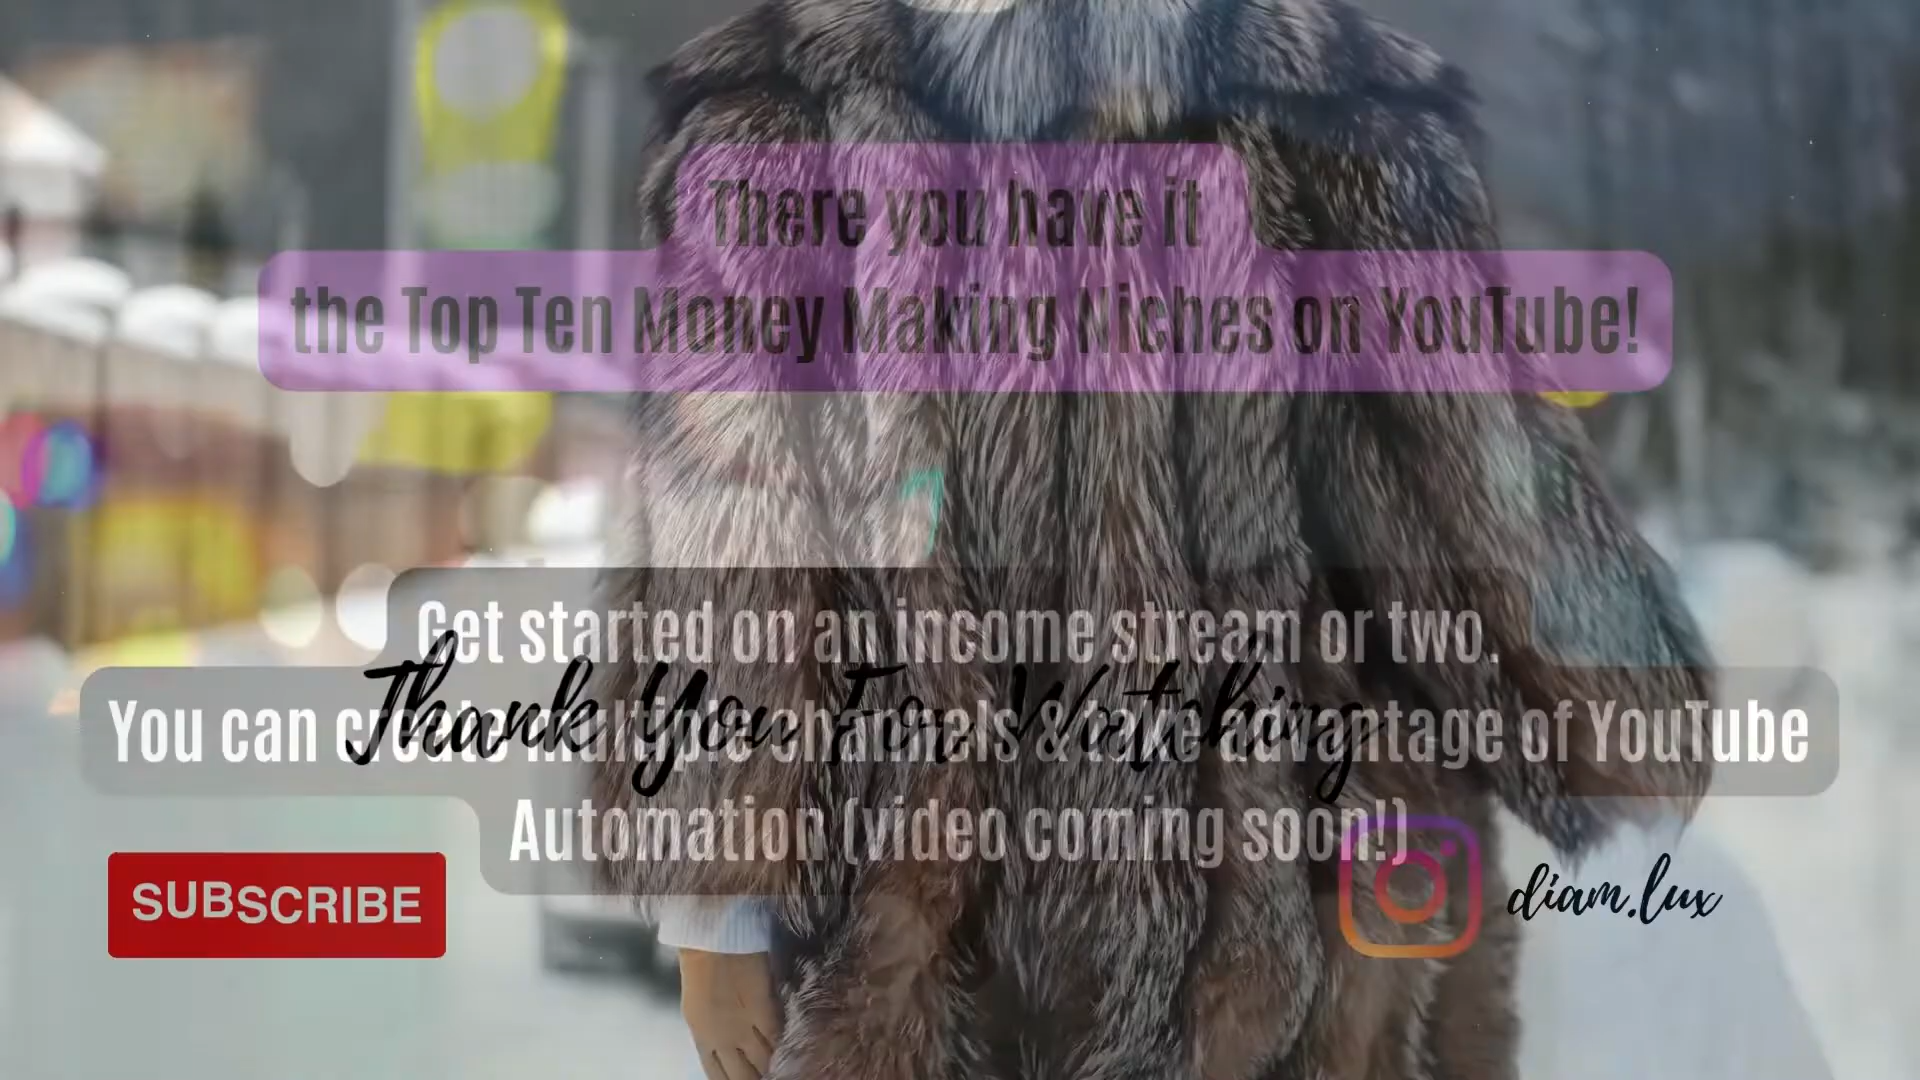 There you have it
the Top Ten Money Making Niches on YouTube!
Get started on an income stream or two.
You can create multiple channels & take advantage of YouTube
Automation (video coming soon!)
Thank You For Watching
SUBSCRIBE
diam.lux